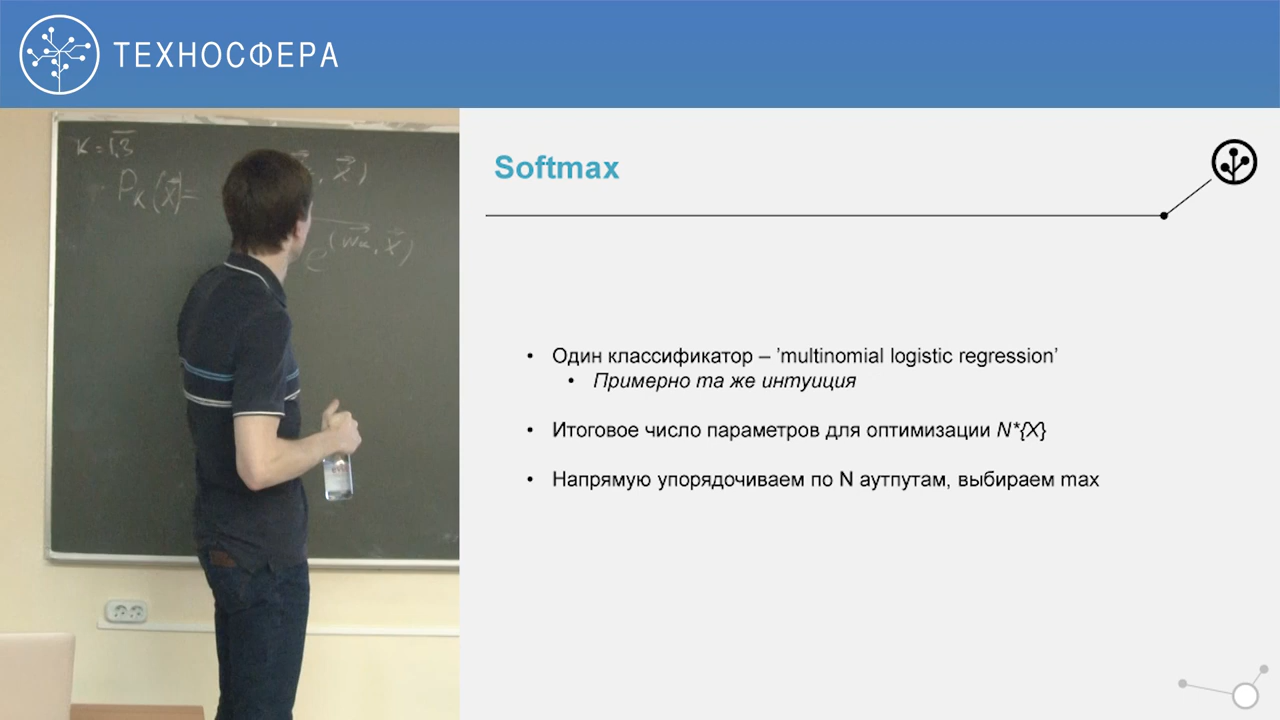 ТЕХНОСФЕРА
K = 1,3
P_K(X) =
, X)
e^(W_K, X)
Softmax
• Один классификатор – ’multinomial logistic regression’
• Примерно та же интуиция
• Итоговое число параметров для оптимизации N*{X}
• Напрямую упорядочиваем по N аутпутам, выбираем max